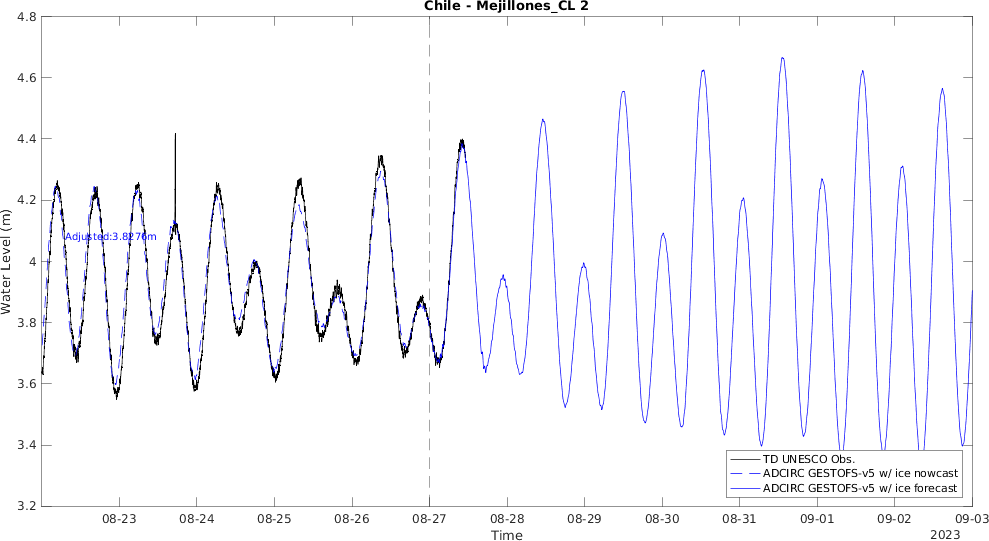 Chile - Mejillones_CL 2
4.8
4.6
4.4
4.2
4
3.8
3.6
3.4
3.2
Water Level (m)
Adjusted:3.8276m
TD UNESCO Obs.
ADCIRC GESTOFS-v5 w/ ice nowcast
ADCIRC GESTOFS-v5 w/ ice forecast
08-23 08-24 08-25 08-26 08-27 08-28 08-29 08-30 08-31 09-01 09-02 09-03
Time
2023